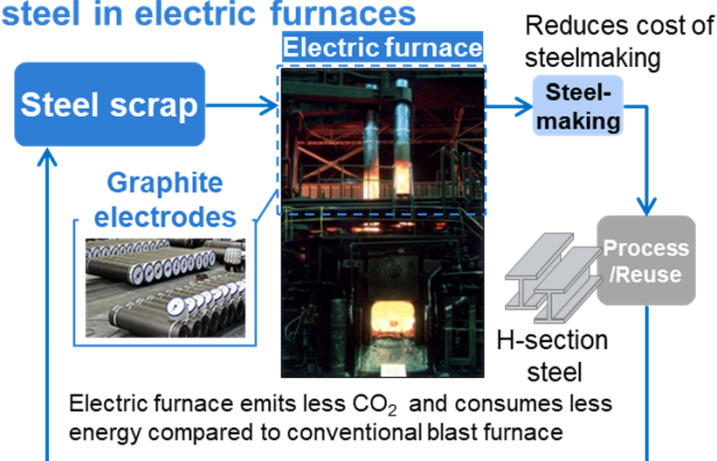 steel in electric furnaces
Electric furnace
Reduces cost of
steelmaking
Steel scrap
Steel-
making
Graphite
electrodes
Process
/Reuse
H-section
steel
Electric furnace emits less CO₂ and consumes less
energy compared to conventional blast furnace